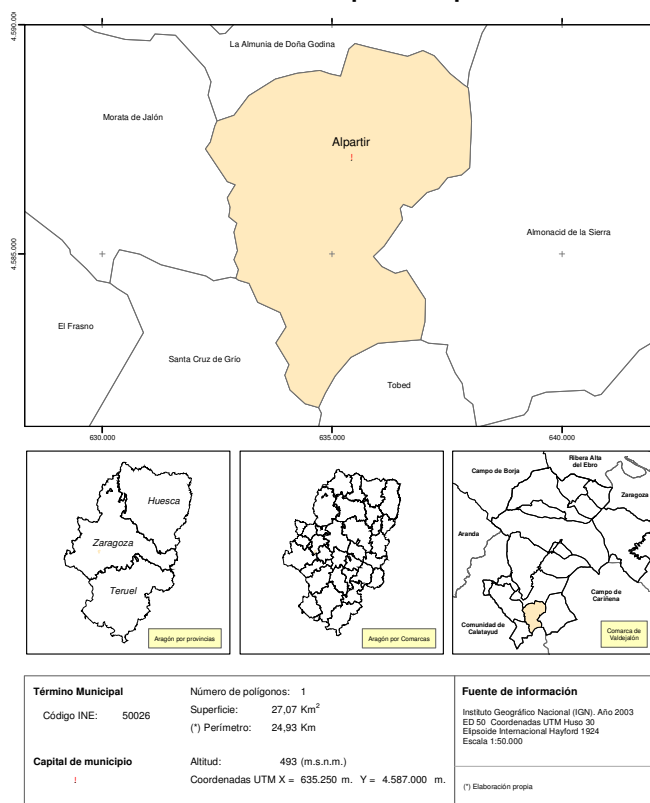 4.590.000
La Almunia de Doña Godina
Morata de Jalón
Alpartir
Almonacid de la Sierra
4.585.000
El Frasno
Santa Cruz de Grío
Tobed
630.000
635.000
640.000
Huesca
Zaragoza
Teruel
Aragón por provincias
Aragón por Comarcas
Ribera Alta
del Ebro
Campo de Borja
Zaragoza
Aranda
Campo de
Cariñena
Comunidad de
Calatayud
Comarca de
Valdejalón
Término Municipal
Código INE: 50026
Número de polígonos: 1
Superficie: 27,07 Km²
(*) Perímetro: 24,93 Km
Capital de municipio
Altitud: 493 (m.s.n.m.)
Coordenadas UTM X = 635.250 m. Y = 4.587.000 m.
Fuente de información
Instituto Geográfico Nacional (IGN). Año 2003
ED 50 Coordenadas UTM Huso 30
Elipsoide Internacional Hayford 1924
Escala 1:50.000
(*) Elaboración propia